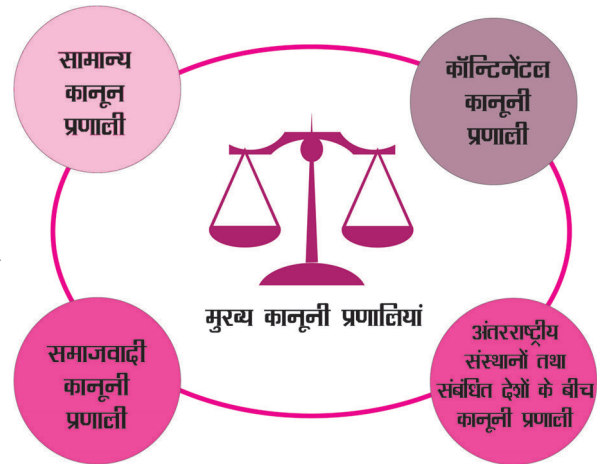 सामान्य
कानून
प्रणाली
कॉन्टिनेंटल
कानूनी
प्रणाली
मुख्य कानूनी प्रणालियां
समाजवादी
कानूनी
प्रणाली
अंतरराष्ट्रीय
संस्थानों तथा
संबंधित देशों के बीच
कानूनी प्रणाली